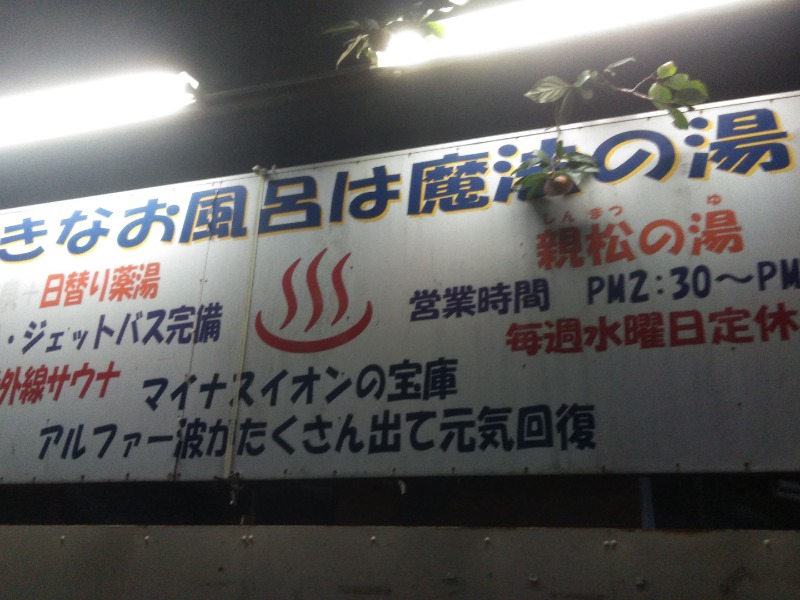 きなお風呂は魔法の湯
しんまつ ゆ
親松の湯
日替り薬湯
営業時間 PM2:30～PM
・ジェットバス完備
毎週水曜日定休
外線サウナ
マイナスイオンの宝庫
アルファー波がたくさん出て元気回復